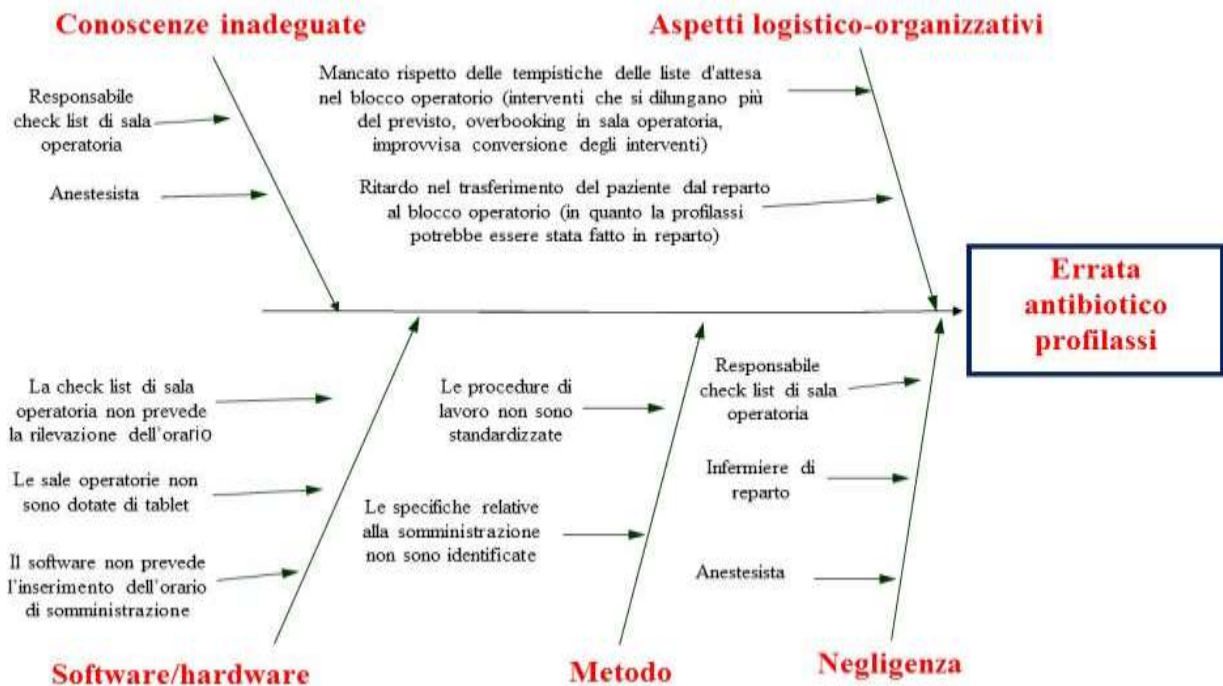 Conoscenze inadeguate
Aspetti logistico-organizzativi
Responsabile
check list di sala
operatoria
Anestesista
Mancato rispetto delle tempistiche delle liste d'attesa
nel blocco operatorio (interventi che si dilungano più
del previsto, overbooking in sala operatoria,
improvvisa conversione degli interventi)
Ritardo nel trasferimento del paziente dal reparto
al blocco operatorio (in quanto la profilassi
potrebbe essere stata fatto in reparto)
Errata
antibiotico
profilassi
La check list di sala
operatoria non prevede
la rilevazione dell'orario
Le sale operatorie non
sono dotate di tablet
Il software non prevede
l'inserimento dell'orario
di somministrazione
Le procedure di
lavoro non sono
standardizzate
Le specifiche relative
alla somministrazione
non sono identificate
Responsabile
check list di sala
operatoria
Infermiere di
reparto
Anestesista
Software/hardware
Metodo
Negligenza